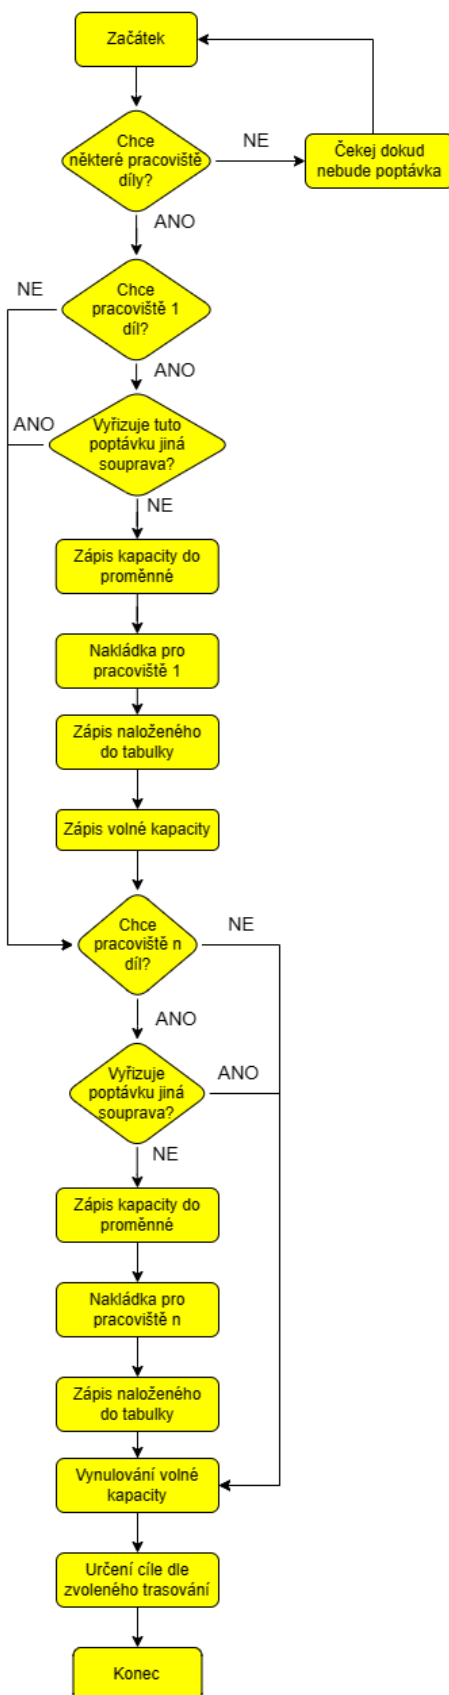 Začátek
Chce
některé pracoviště
díly?
NE
Čekej dokud
nebude poptávka
ANO
NE
Chce
pracoviště 1
díl?
ANO
ANO
Vyřizuje tuto
poptávku jiná
souprava?
NE
Zápis kapacity do
proměnné
Nakládka pro
pracoviště 1
Zápis naloženého
do tabulky
Zápis volné kapacity
Chce
pracoviště n
díl?
NE
ANO
Vyřizuje
poptávku jiná
souprava?
ANO
NE
Zápis kapacity do
proměnné
Nakládka pro
pracoviště n
Zápis naloženého
do tabulky
Vynulování volné
kapacity
Určení cíle dle
zvoleného trasování
Konec